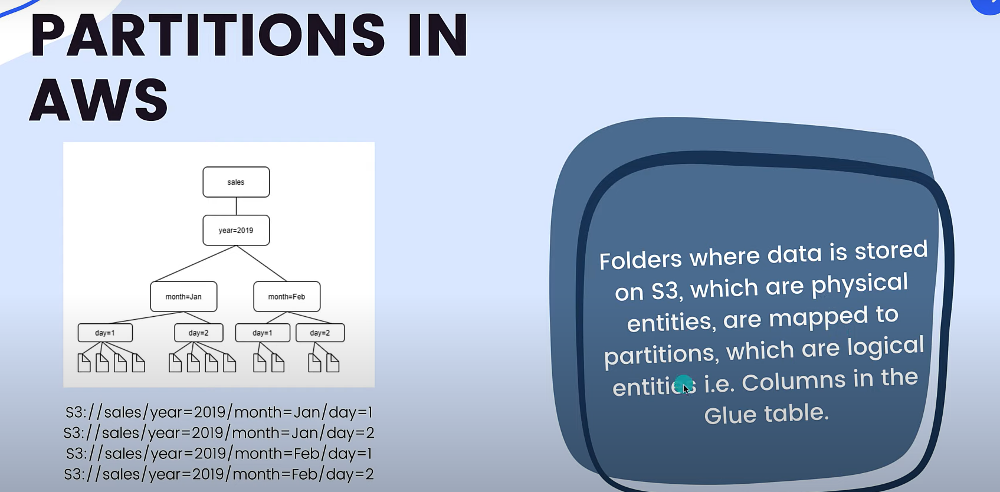 PARTITIONS IN
AWS
sales
year=2019
month=Jan
month=Feb
day=1
day=2
day=1
day=2
S3://sales/year=2019/month=Jan/day=1
S3://sales/year=2019/month=Jan/day=2
S3://sales/year=2019/month=Feb/day=1
S3://sales/year=2019/month=Feb/day=2
Folders where data is stored
on S3, which are physical
entities, are mapped to
partitions, which are logical
entities i.e. Columns in the
Glue table.